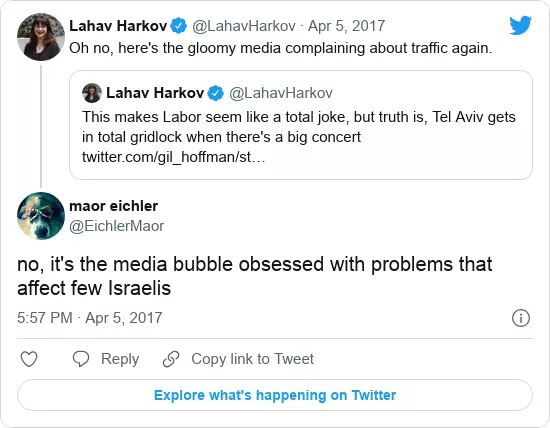 Lahav Harkov @LahavHarkov · Apr 5, 2017
Oh no, here's the gloomy media complaining about traffic again.
Lahav Harkov @LahavHarkov
This makes Labor seem like a total joke, but truth is, Tel Aviv gets
in total gridlock when there's a big concert
twitter.com/gil_hoffman/st…
maor eichler
@EichlerMaor
no, it's the media bubble obsessed with problems that
affect few Israelis
5:57 PM · Apr 5, 2017
Reply
Copy link to Tweet
Explore what's happening on Twitter